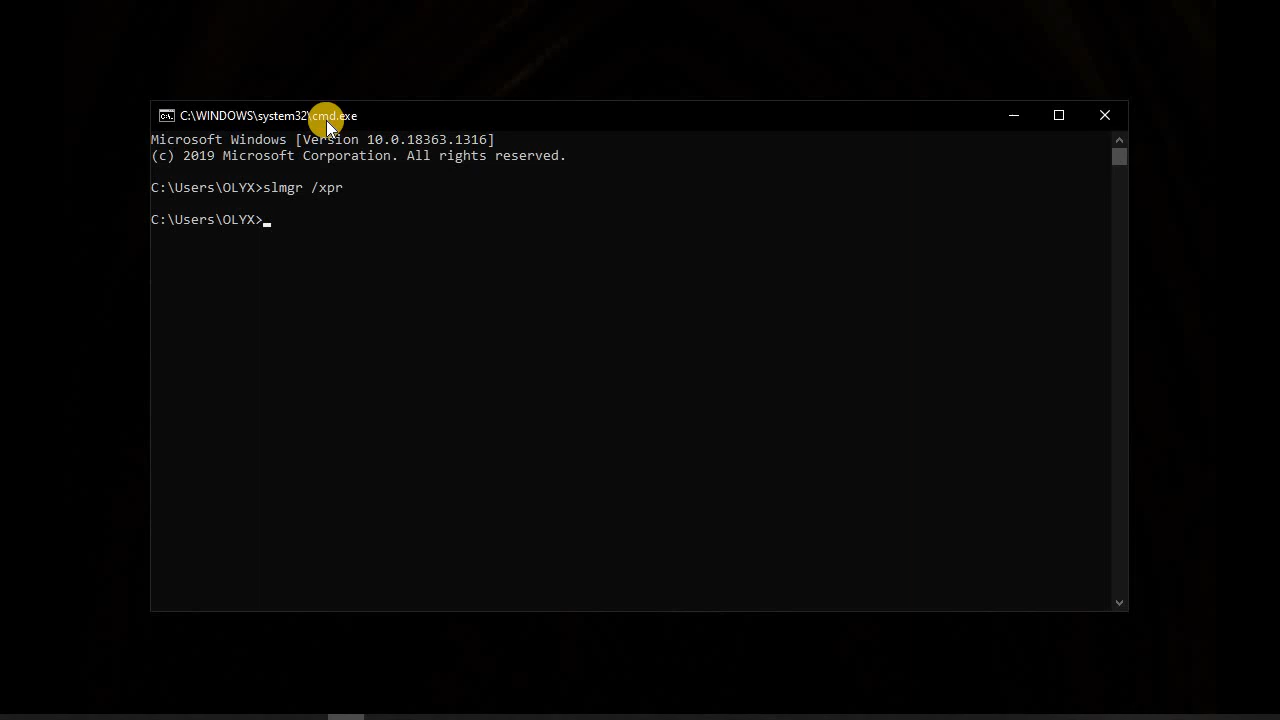 C:\WINDOWS\system32\cmd.exe
Microsoft Windows [Version 10.0.18363.1316]
(c) 2019 Microsoft Corporation. All rights reserved.
C:\Users\OLYX>slmgr /xpr
C:\Users\OLYX>